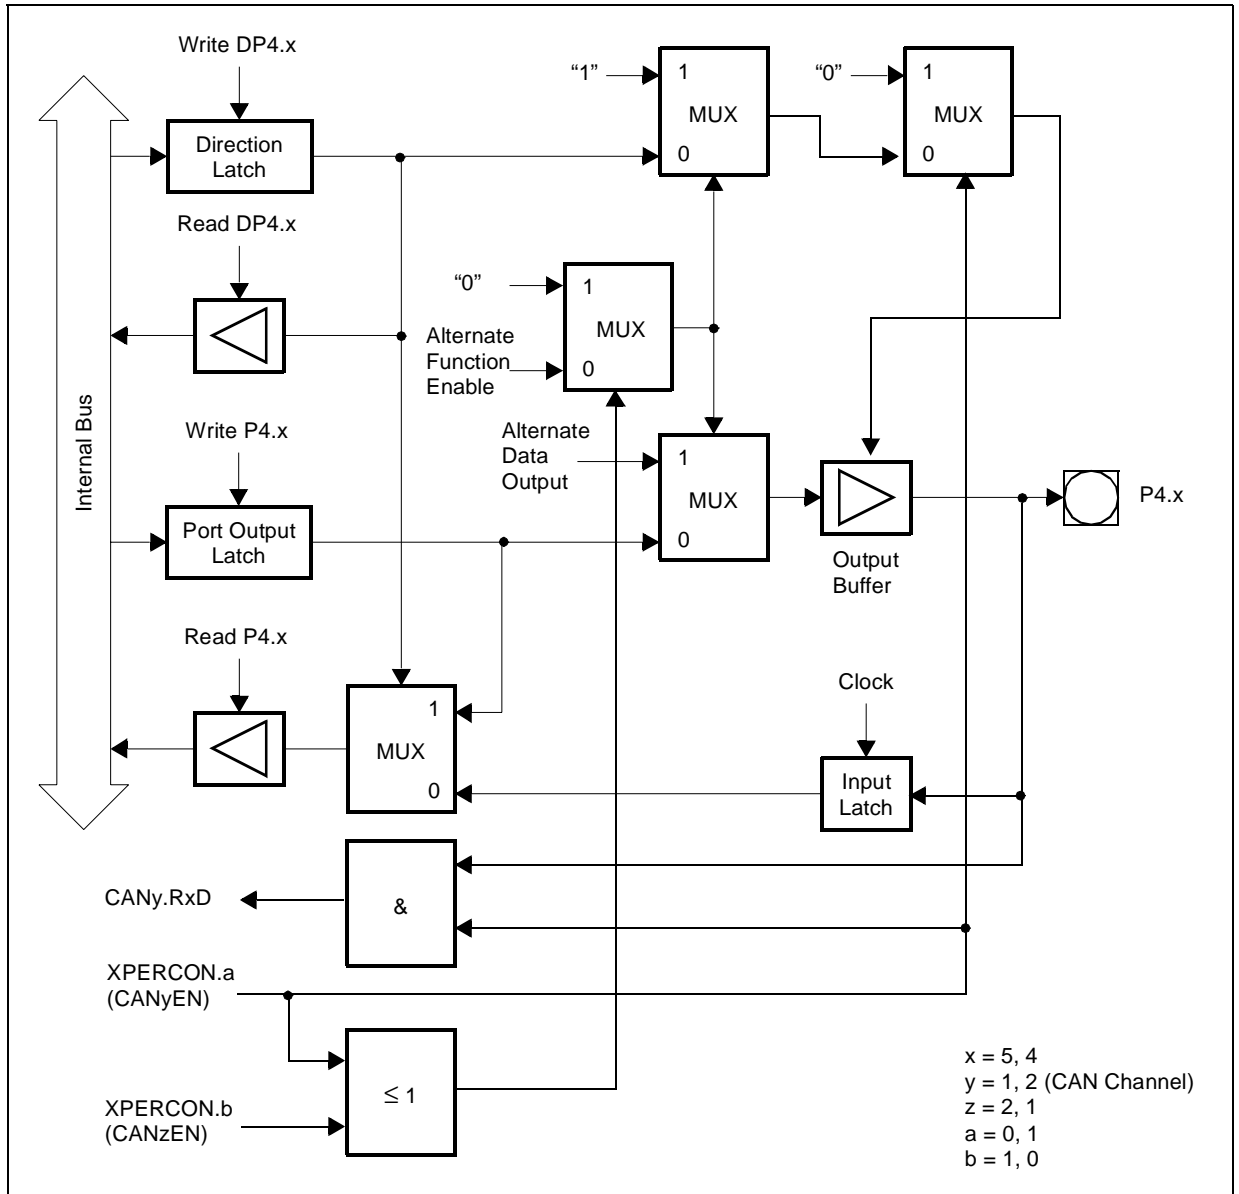 Write DP4.x
“1”
1
MUX
0
“0”
1
MUX
0
Direction
Latch
Read DP4.x
“0”
1
MUX
0
Alternate
Function
Enable
Internal Bus
Write P4.x
Alternate
Data
Output
1
MUX
0
P4.x
Port Output
Latch
Output
Buffer
Read P4.x
1
MUX
0
Clock
Input
Latch
CANy.RxD
&
XPERCON.a
(CANyEN)
≤ 1
XPERCON.b
(CANzEN)
x = 5, 4
y = 1, 2 (CAN Channel)
z = 2, 1
a = 0, 1
b = 1, 0